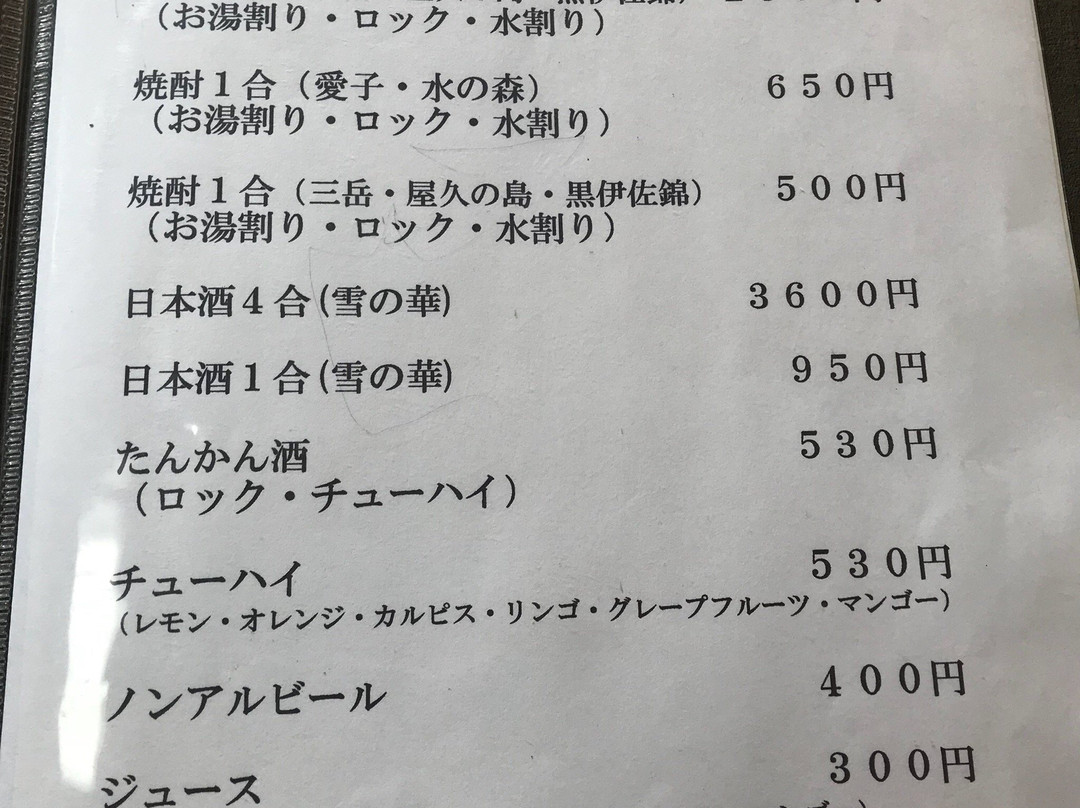 （お湯割り・ロック・水割り）
焼酎１合（愛子・水の森） ６５０円
（お湯割り・ロック・水割り）
焼酎１合（三岳・屋久の島・黒伊佐錦） ５００円
（お湯割り・ロック・水割り）
日本酒４合(雪の華) ３６００円
日本酒１合(雪の華) ９５０円
たんかん酒 ５３０円
（ロック・チューハイ）
チューハイ ５３０円
（レモン・オレンジ・カルピス・リンゴ・グレープフルーツ・マンゴー）
ノンアルビール ４００円
ジュース ３００円